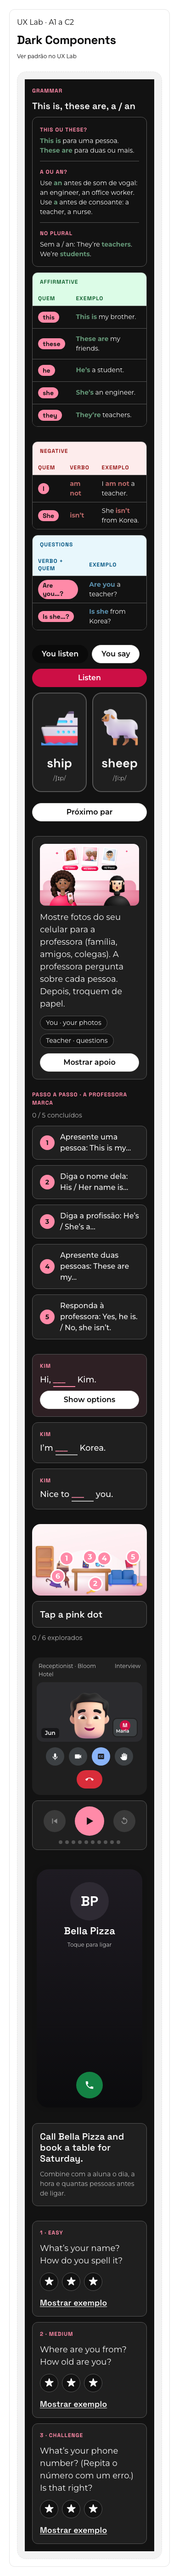 UX Lab · A1 a C2
Dark Components
Ver padrão no UX Lab
GRAMMAR
This is, these are, a / an
THIS OU THESE?
This is para uma pessoa.
These are para duas ou mais.
A OU AN?
Use an antes de som de vogal:
an engineer, an office worker.
Use a antes de consoante: a
teacher, a nurse.
NO PLURAL
Sem a / an: They're teachers.
We're students.
AFFIRMATIVE
QUEM EXEMPLO
this This is my brother.
these These are my
friends.
he He's a student.
she She's an engineer.
they They're teachers.
NEGATIVE
QUEM VERBO EXEMPLO
I am not I am not a
teacher.
She isn't She isn't
from Korea.
QUESTIONS
VERBO +
QUEM EXEMPLO
Are
you…? Are you a
teacher?
Is she…? Is she from
Korea?
You listen You say
Listen
ship sheep
Próximo par
Mostre fotos do seu
celular para a
professora (família,
amigos, colegas). A
professora pergunta
sobre cada pessoa.
Depois, troquem de
papel.
You · your photos
Teacher · questions
Mostrar apoio
PASSO A PASSO · A PROFESSORA
MARCA
0 / 5 concluídos
1 Apresente uma
pessoa: This is my…
2 Diga o nome dela:
His / Her name is…
3 Diga a profissão: He's
/ She's a…
4 Apresente duas
pessoas: These are
my…
5 Responda à
professora: Yes, he is.
/ No, she isn't.
KIM
Hi, ___ Kim.
Show options
KIM
I'm ___ Korea.
KIM
Nice to ___ you.
1 3 4 5
6 2
Tap a pink dot
0 / 6 explorados
Receptionist · Bloom
Hotel Interview
M
Jun Maria
BP
Bella Pizza
Toque para ligar
Call Bella Pizza and
book a table for
Saturday.
Combine com a aluna o dia, a
hora e quantas pessoas antes
de ligar.
1 · EASY
What's your name?
How do you spell it?
Mostrar exemplo
2 · MEDIUM
Where are you from?
How old are you?
Mostrar exemplo
3 · CHALLENGE
What's your phone
number? (Repita o
número com um erro.)
Is that right?
Mostrar exemplo